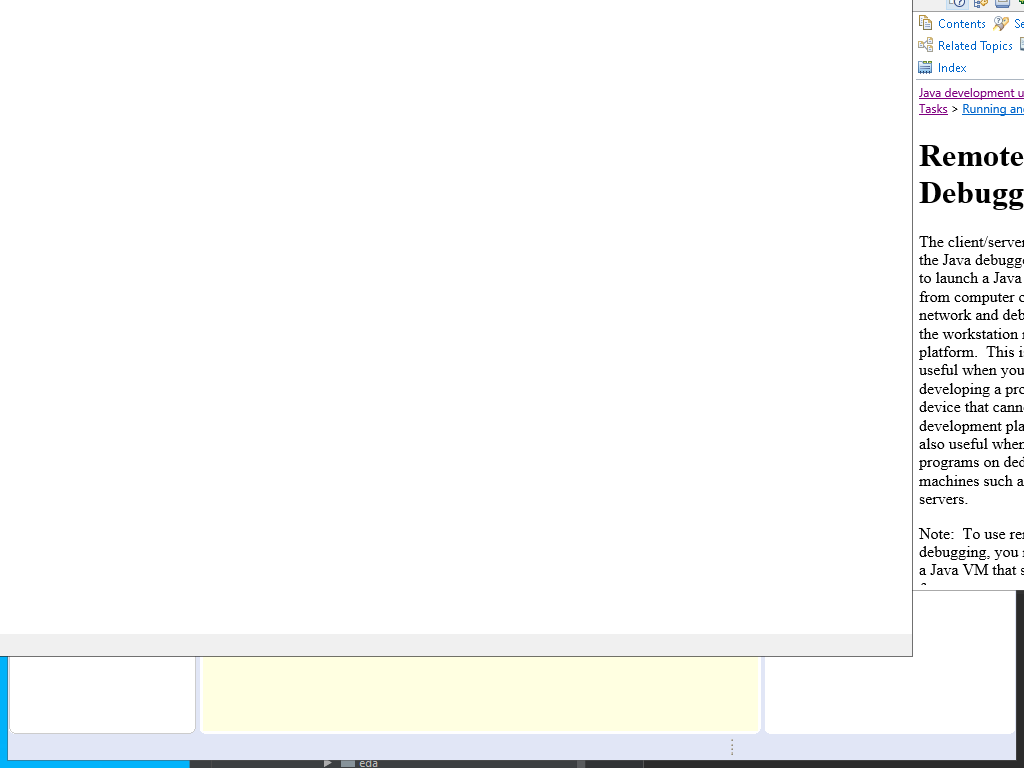 Contents Se
Related Topics
Index
Java development u
Tasks > Running an
Remote
Debugg
The client/server
the Java debugge
to launch a Java
from computer o
network and deb
the workstation r
platform. This is
useful when you
developing a pro
device that cann
development pla
also useful when
programs on ded
machines such a
servers.
Note: To use rem
debugging, you r
a Java VM that s
eda